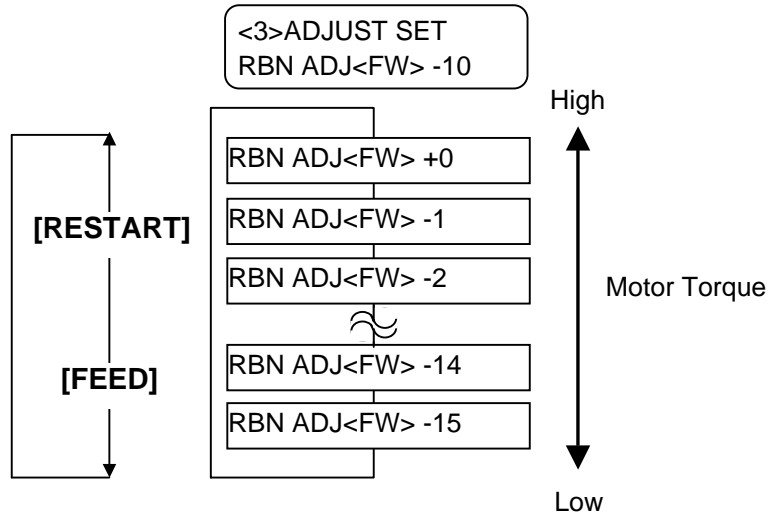 <3>ADJUST SET
RBN ADJ<FW> -10
High
RBN ADJ<FW> +0
[RESTART]
RBN ADJ<FW> -1
RBN ADJ<FW> -2
Motor Torque
[FEED]
RBN ADJ<FW> -14
RBN ADJ<FW> -15
Low